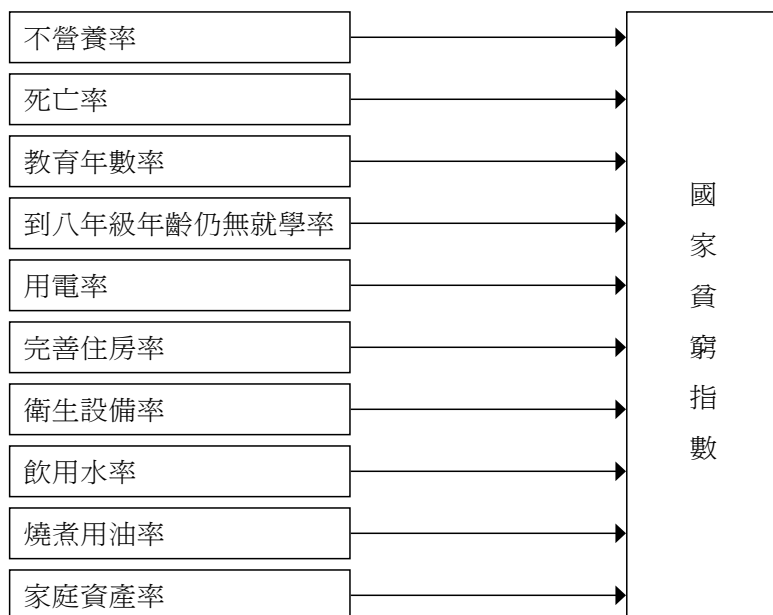 不營養率
死亡率
教育年數率
到八年級年齡仍無就學率
用電率
完善住房率
衛生設備率
飲用水率
燒煮用油率
家庭資產率
國家貧窮指數